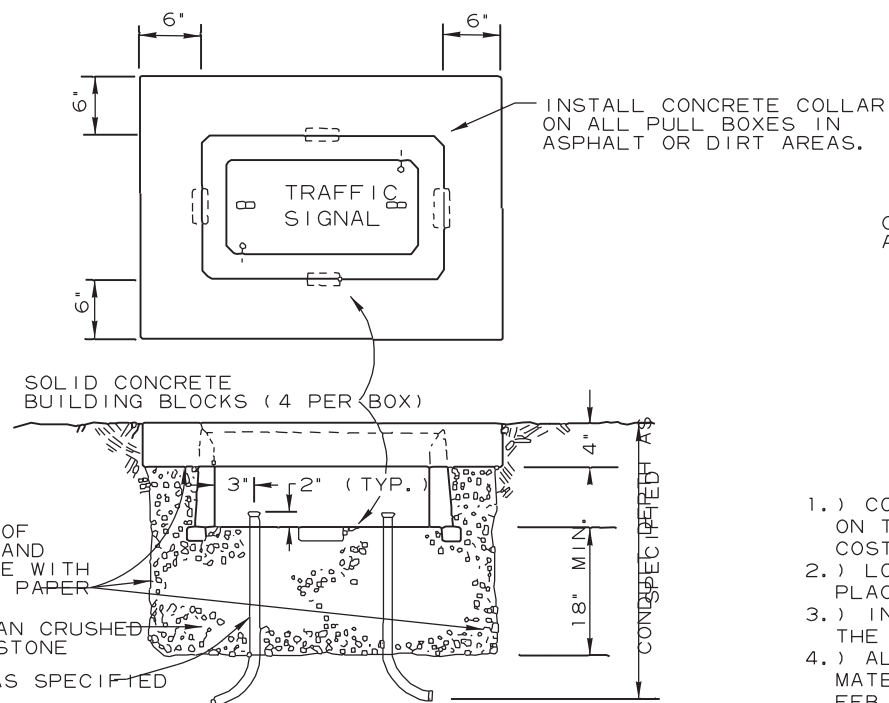 6"
6"
6"
INSTALL CONCRETE COLLAR
ON ALL PULL BOXES IN
ASPHALT OR DIRT AREAS.
TRAFFIC
SIGNAL
6"
SOLID CONCRETE
BUILDING BLOCKS (4 PER BOX)
4"
3"
2" (TYP.)
18" MIN.
CONDUIT DEPTH AS
SPECIFIED
OF
AND
E WITH
PAPER
AN CRUSHED
STONE
AS SPECIFIED
1.) CO
ON T
COST
2.) LO
PLAC
3.) IN
THE
4.) AL
MATE